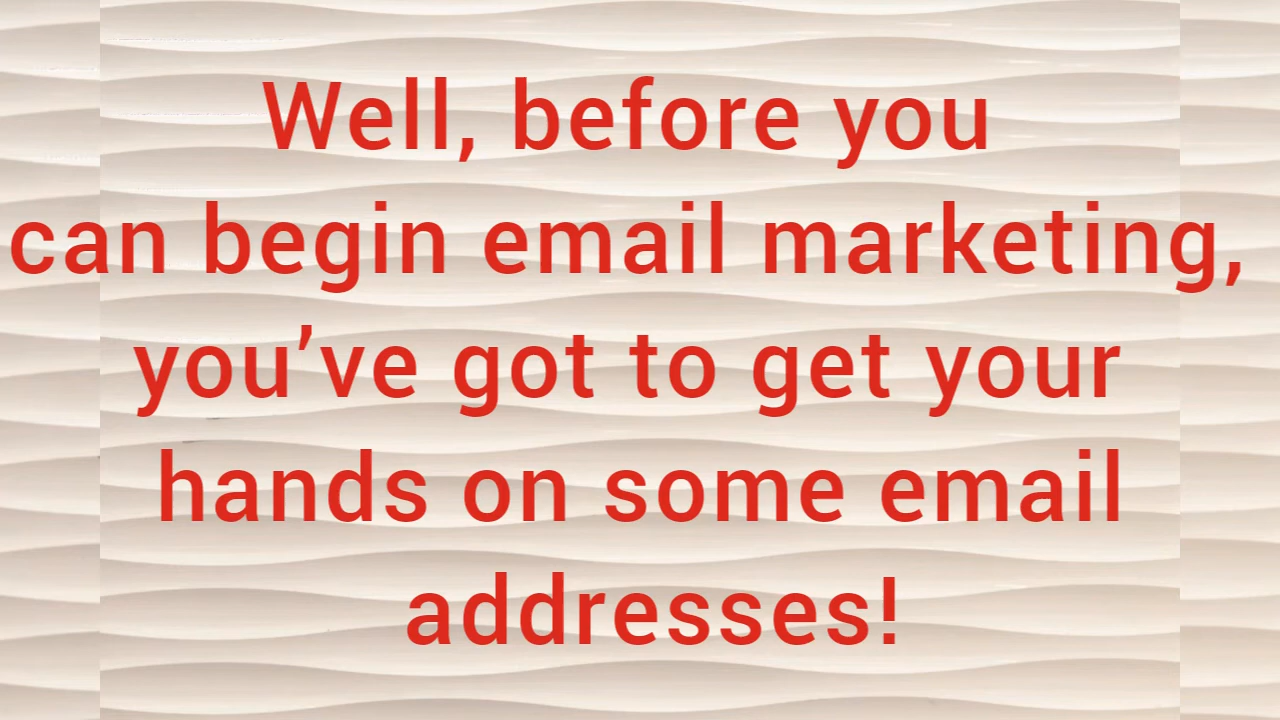 Well, before you
can begin email marketing,
you’ve got to get your
hands on some email
addresses!